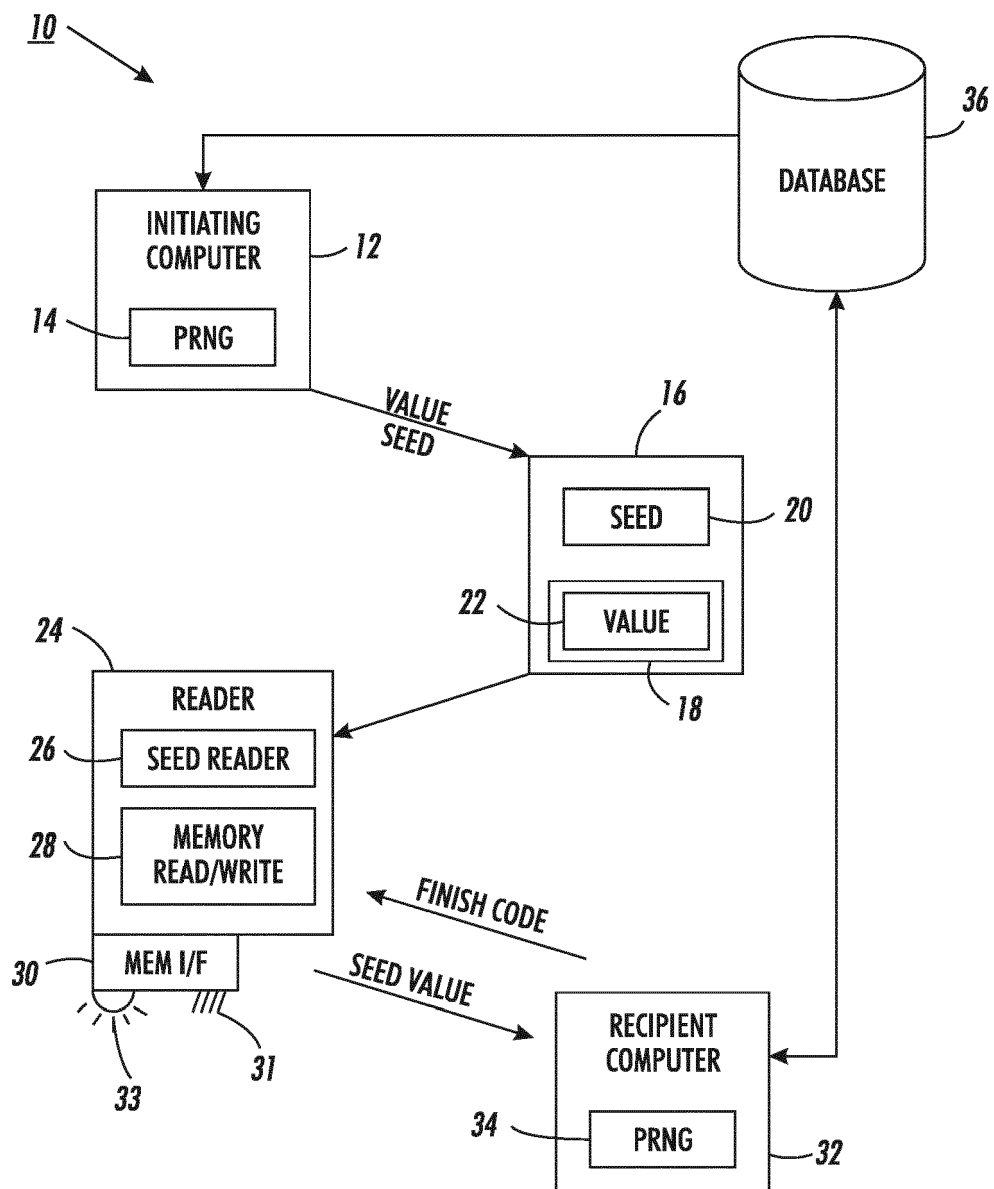 10
36
DATABASE
INITIATING
COMPUTER
12
14
PRNG
VALUE
SEED
16
SEED
20
22
VALUE
18
24
READER
26
SEED READER
28
MEMORY
READ/WRITE
FINISH CODE
30
MEM I/F
SEED VALUE
31
33
RECIPIENT
COMPUTER
34
PRNG
32